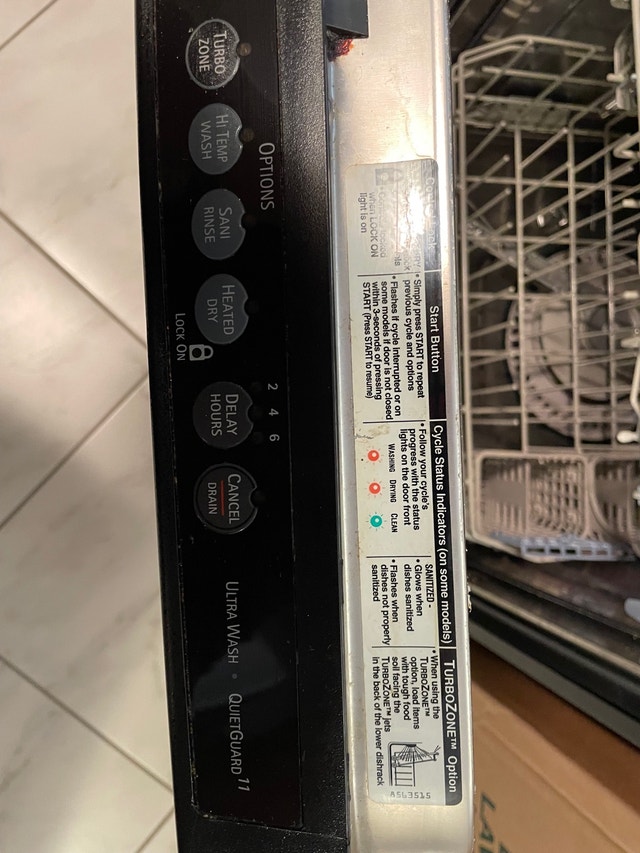 OPTIONS
TURBO
ZONE
HI TEMP
WASH
SANI
RINSE
HEATED
DRY
LOCK ON
2 4 6
DELAY
HOURS
CANCEL
DRAIN
ULTRA WASH • QUIETGUARD 11
when LOCK ON
light is on
Start Button
• Simply press START to repeat
previous cycle and options
• Flashes if cycle interrupted or on
some models if door is not closed
within 3-seconds of pressing
START (Press START to resume)
Cycle Status Indicators (on some models)
• Follow your cycle's
progress with the status
lights on the door front
WASHING DRYING CLEAN
SANITIZED -
• Glows when
dishes sanitized
• Flashes when
dishes not properly
sanitized
TURBOZONE™ Option
• When using the
TURBOZONE™
option, load items
with tough food
soil facing the
TURBOZONE™ jets
in the back of the lower dishrack
8563515